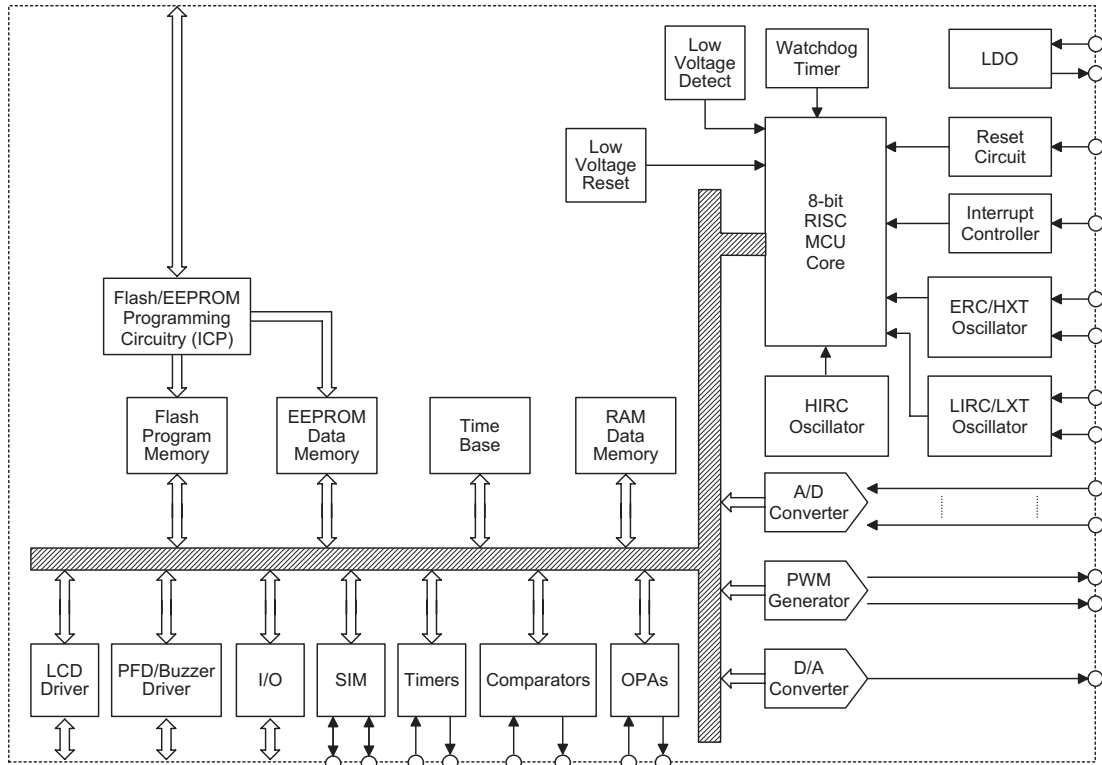 Low
Voltage
Detect
Watchdog
Timer
LDO
Low
Voltage
Reset
8-bit
RISC
MCU
Core
Reset
Circuit
Interrupt
Controller
Flash/EEPROM
Programming
Circuitry (ICP)
ERC/HXT
Oscillator
Flash
Program
Memory
EEPROM
Data
Memory
Time
Base
RAM
Data
Memory
HIRC
Oscillator
LIRC/LXT
Oscillator
A/D
Converter
PWM
Generator
D/A
Converter
LCD
Driver
PFD/Buzzer
Driver
I/O
SIM
Timers
Comparators
OPAs